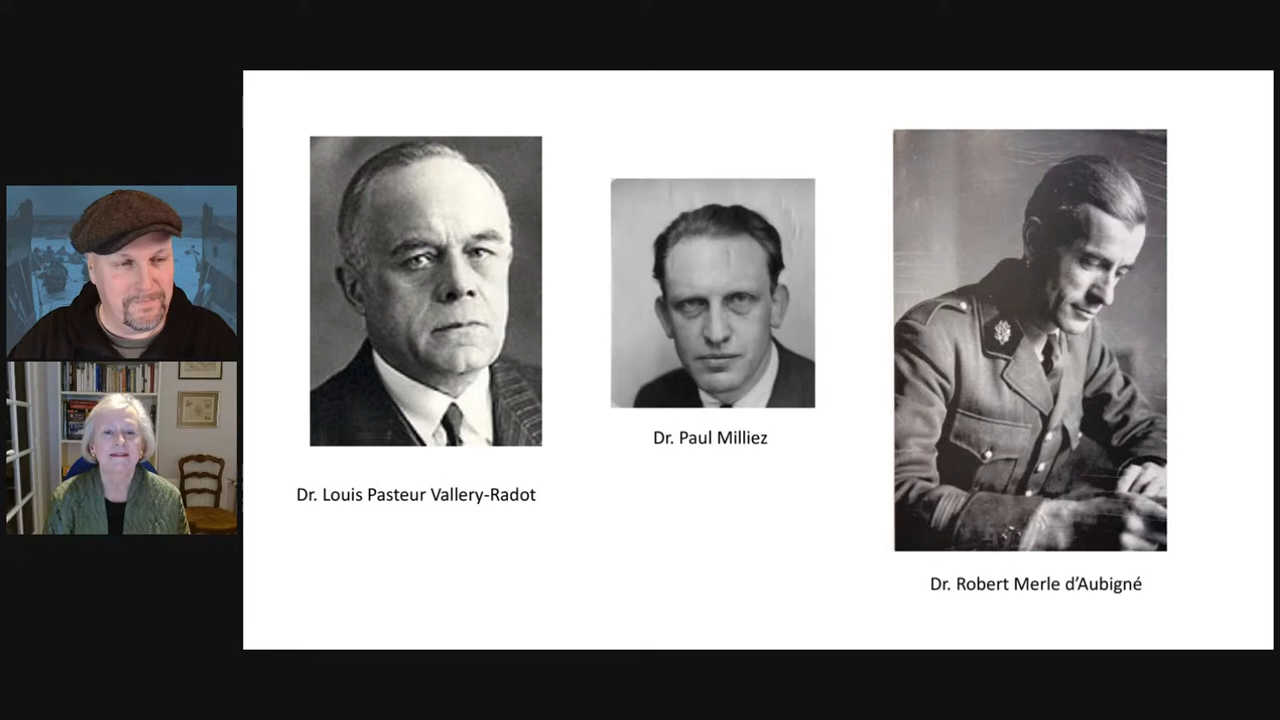 Dr. Louis Pasteur Vallery-Radot
Dr. Paul Milliez
Dr. Robert Merle d’Aubigné